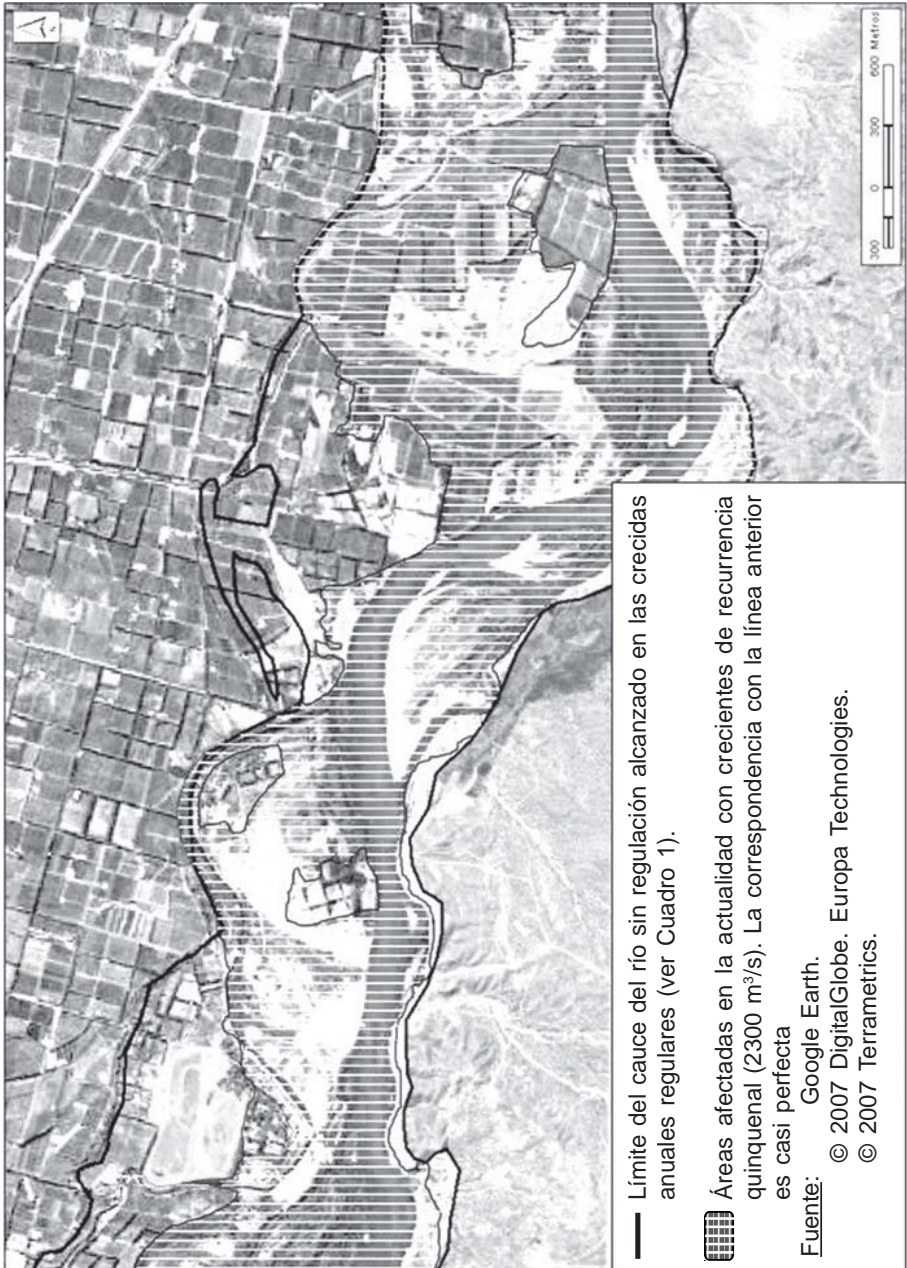 Límite del cauce del río sin regulación alcanzado en las crecidas
anuales regulares (ver Cuadro 1).
Áreas afectadas en la actualidad con crecientes de recurrencia
quinquenal (2300 m³/s). La correspondencia con la línea anterior
es casi perfecta
Fuente: Google Earth.
© 2007 DigitalGlobe. Europa Technologies.
© 2007 Terrametrics.
300 0 300 600 Metros
N